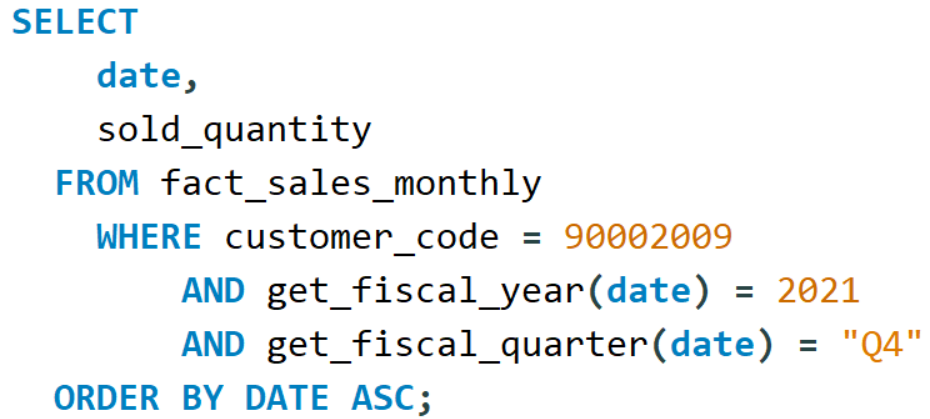 SELECT
date,
sold_quantity
FROM fact_sales_monthly
WHERE customer_code = 90002009
AND get_fiscal_year(date) = 2021
AND get_fiscal_quarter(date) = "Q4"
ORDER BY DATE ASC;